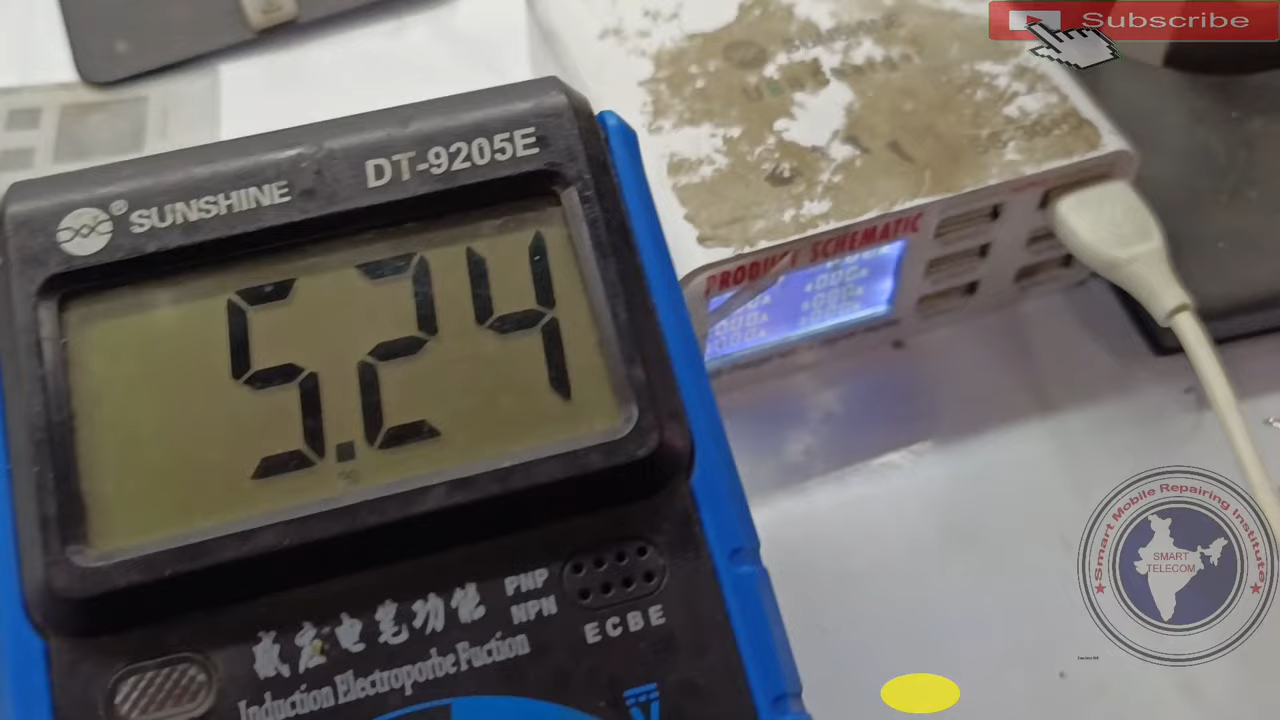 Subscribe
SUNSHINE
DT-9205E
5.24
PRODUCT SCHEMATIC
感应电笔功能
Induction Electroporbe Fuction
PNP
NPN
ECBE
Smart Mobile Repairing Institute
SMART
TELECOM